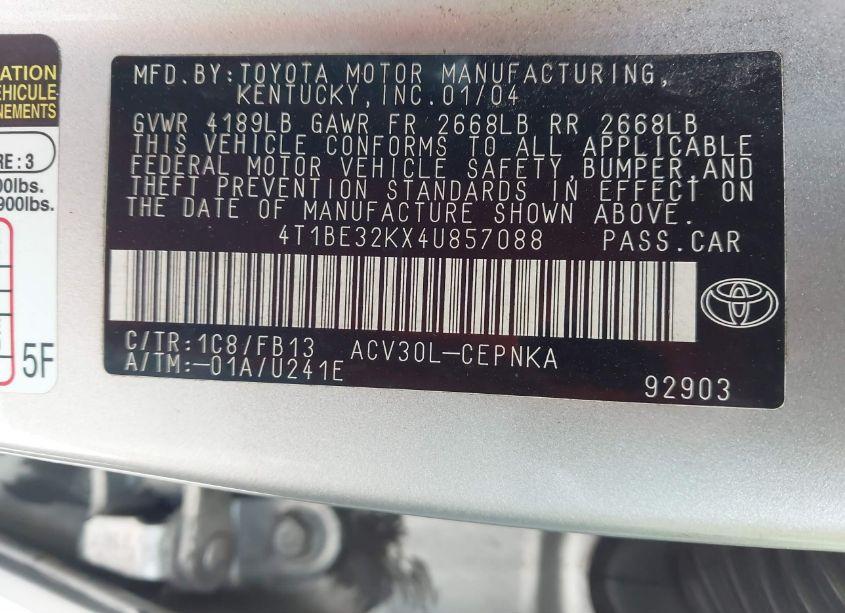 ATION
VEHICULE
NEMENTS
RE : 3
00lbs.
900lbs.
5F
MFD.BY:TOYOTA MOTOR MANUFACTURING,
KENTUCKY,INC.01/04
GVWR 4189LB GAWR FR 2668LB RR 2668LB
THIS VEHICLE CONFORMS TO ALL APPLICABLE
FEDERAL MOTOR VEHICLE SAFETY,BUMPER,AND
THEFT PREVENTION STANDARDS IN EFFECT ON
THE DATE OF MANUFACTURE SHOWN ABOVE.
4T1BE32KX4U857088 PASS.CAR
C/TR:1C8/FB13 ACV30L-CEPNKA
A/TM:-01A/U241E
92903